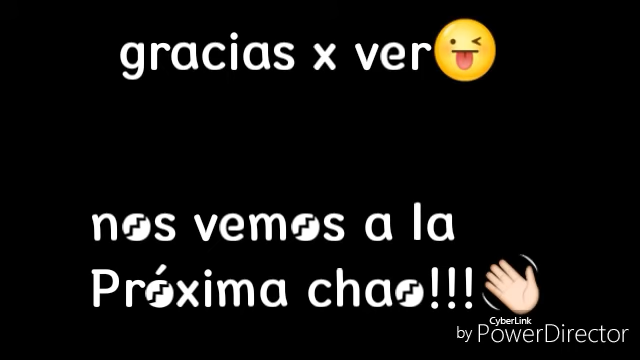 gracias x ver😜
nos vemos a la
Próxima chao!!!👋🏻
CyberLink
by PowerDirector